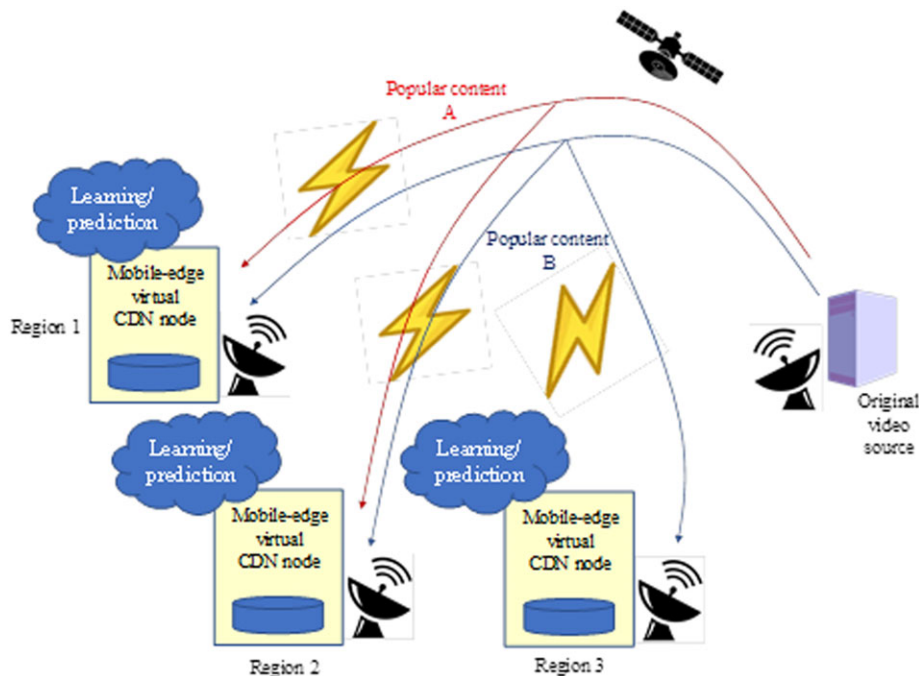 Popular content
A
Learning/
prediction
Popular content
B
Mobile-edge
virtual
CDN node
Region 1
Original
video
source
Learning/
prediction
Learning/
prediction
Mobile-edge
virtual
CDN node
Mobile-edge
virtual
CDN node
Region 2
Region 3